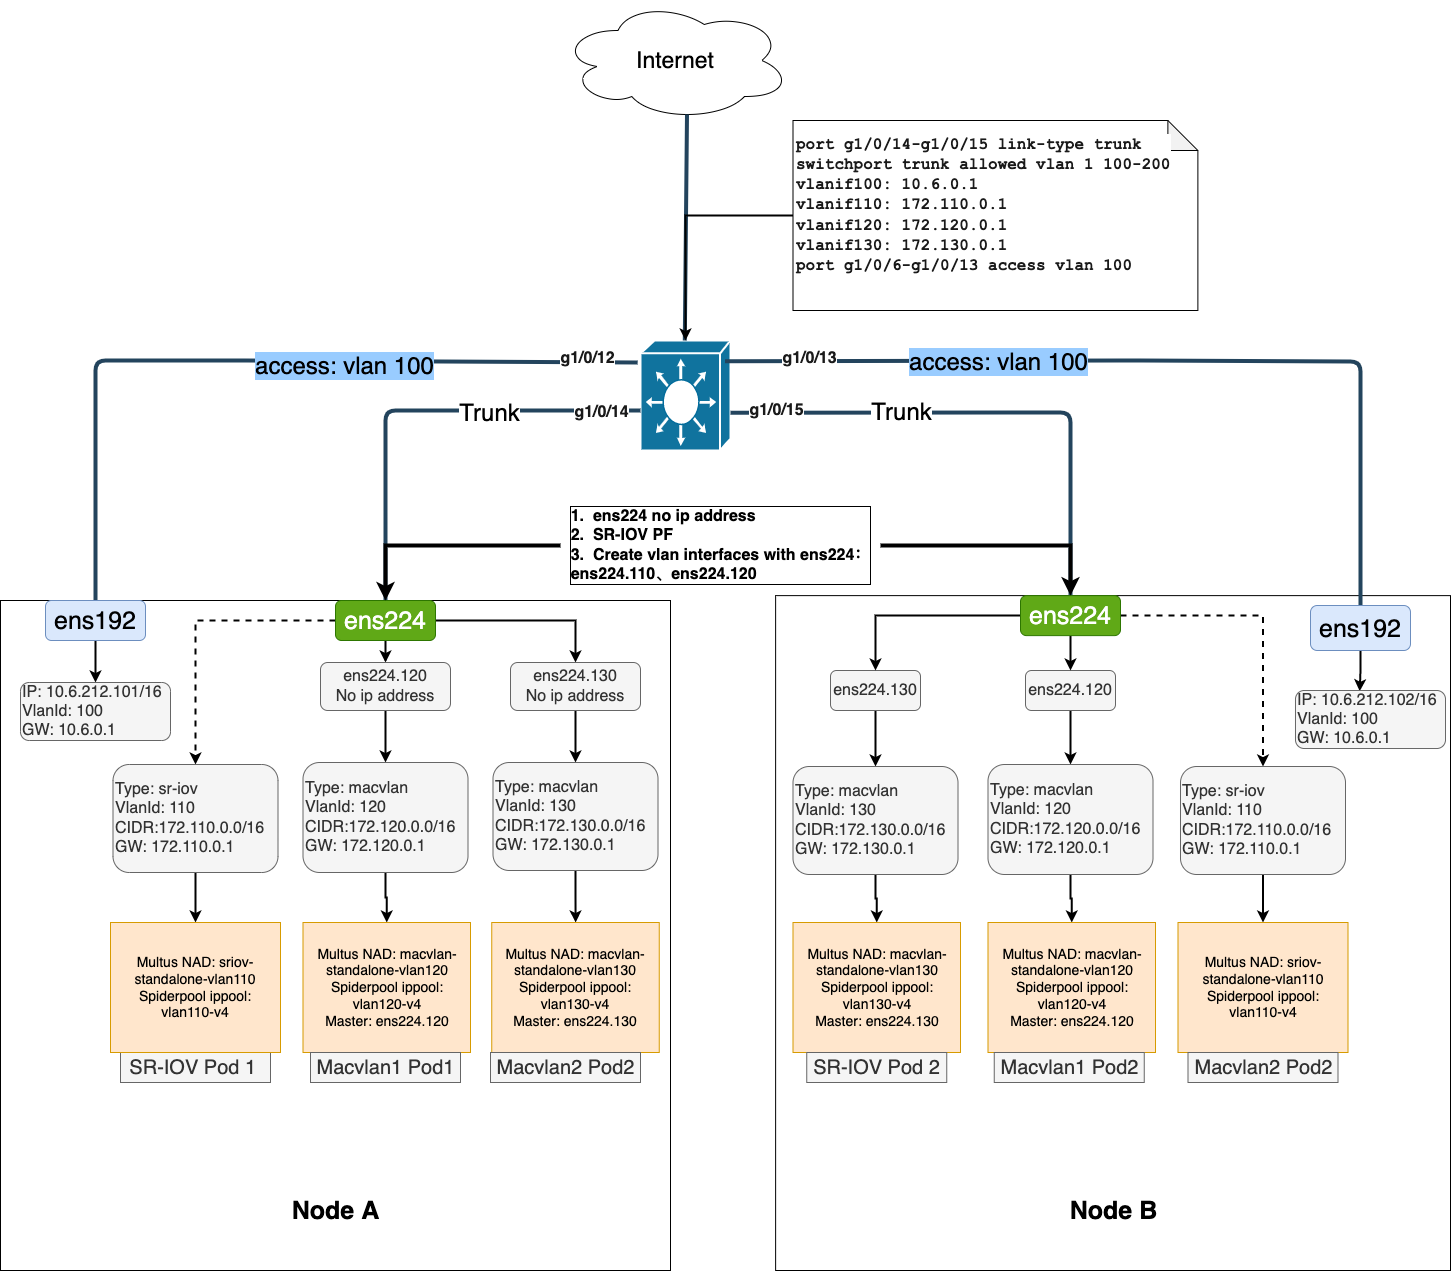 Internet
port g1/0/14-g1/0/15 link-type trunk
switchport trunk allowed vlan 1 100-200
vlanif100: 10.6.0.1
vlanif110: 172.110.0.1
vlanif120: 172.120.0.1
vlanif130: 172.130.0.1
port g1/0/6-g1/0/13 access vlan 100
access: vlan 100
g1/0/12
g1/0/13
access: vlan 100
Trunk
g1/0/14
g1/0/15
Trunk
1. ens224 no ip address
2. SR-IOV PF
3. Create vlan interfaces with ens224：
ens224.110、ens224.120
ens192
ens224
IP: 10.6.212.101/16
VlanId: 100
GW: 10.6.0.1
ens224.120
No ip address
ens224.130
No ip address
Type: sr-iov
VlanId: 110
CIDR:172.110.0.0/16
GW: 172.110.0.1
Type: macvlan
VlanId: 120
CIDR:172.120.0.0/16
GW: 172.120.0.1
Type: macvlan
VlanId: 130
CIDR:172.130.0.0/16
GW: 172.130.0.1
Multus NAD: sriov-
standalone-vlan110
Spiderpool ippool:
vlan110-v4
Multus NAD: macvlan-
standalone-vlan120
Spiderpool ippool:
vlan120-v4
Master: ens224.120
Multus NAD: macvlan-
standalone-vlan130
Spiderpool ippool:
vlan130-v4
Master: ens224.130
SR-IOV Pod 1
Macvlan1 Pod1
Macvlan2 Pod2
Node A
ens224
ens192
ens224.130
ens224.120
IP: 10.6.212.102/16
VlanId: 100
GW: 10.6.0.1
Type: macvlan
VlanId: 130
CIDR:172.130.0.0/16
GW: 172.130.0.1
Type: macvlan
VlanId: 120
CIDR:172.120.0.0/16
GW: 172.120.0.1
Type: sr-iov
VlanId: 110
CIDR:172.110.0.0/16
GW: 172.110.0.1
Multus NAD: macvlan-
standalone-vlan130
Spiderpool ippool:
vlan130-v4
Master: ens224.130
Multus NAD: macvlan-
standalone-vlan120
Spiderpool ippool:
vlan120-v4
Master: ens224.120
Multus NAD: sriov-
standalone-vlan110
Spiderpool ippool:
vlan110-v4
SR-IOV Pod 2
Macvlan1 Pod2
Macvlan2 Pod2
Node B